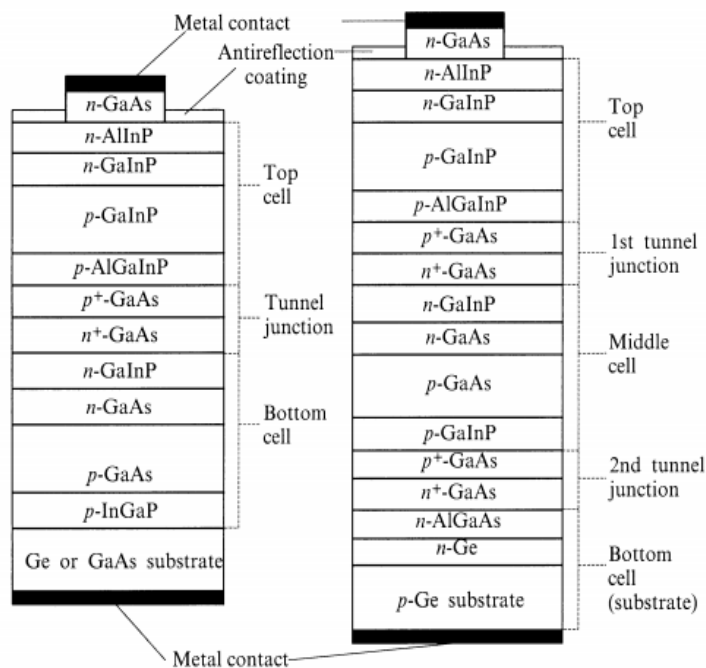 Metal contact
Antireflection
coating
n-GaAs
n-AlInP
n-GaInP
p-GaInP
p-AlGaInP
p+-GaAs
n+-GaAs
n-GaInP
n-GaAs
p-GaAs
p-InGaP
Ge or GaAs substrate
Top
cell
Tunnel
junction
Bottom
cell
n-GaAs
n-AlInP
n-GaInP
p-GaInP
p-AlGaInP
p+-GaAs
n+-GaAs
n-GaInP
n-GaAs
p-GaAs
p-GaInP
p+-GaAs
n+-GaAs
n-AlGaAs
n-Ge
p-Ge substrate
Top
cell
1st tunnel
junction
Middle
cell
2nd tunnel
junction
Bottom
cell
(substrate)
Metal contact